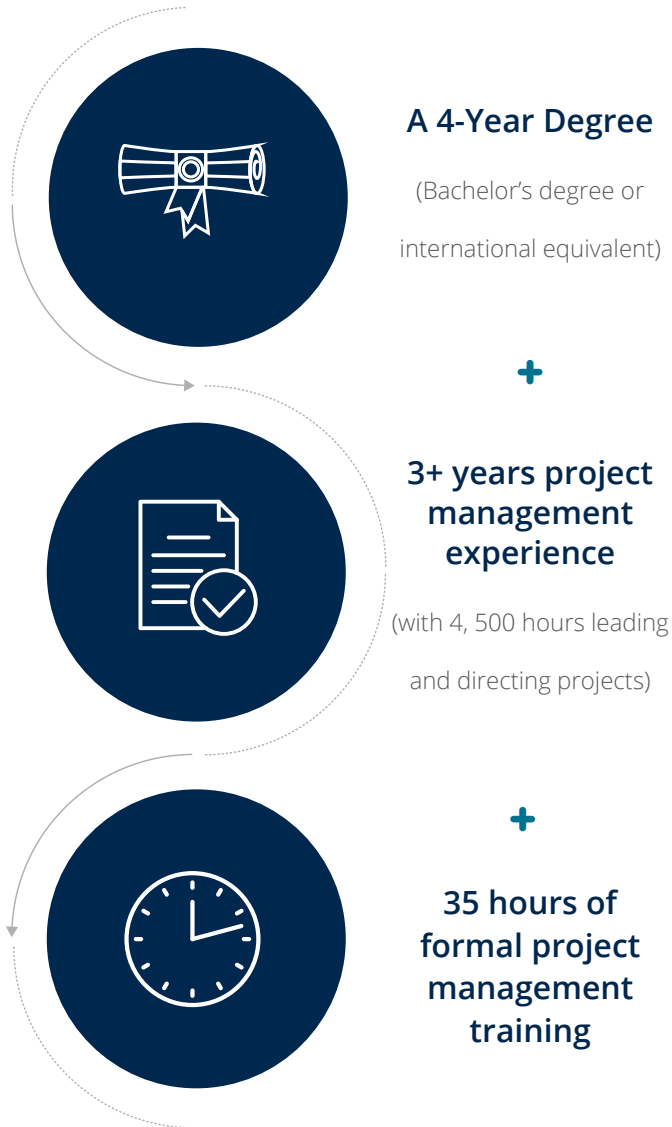 A 4-Year Degree
(Bachelor’s degree or
international equivalent)
+
3+ years project
management
experience
(with 4, 500 hours leading
and directing projects)
+
35 hours of
formal project
management
training